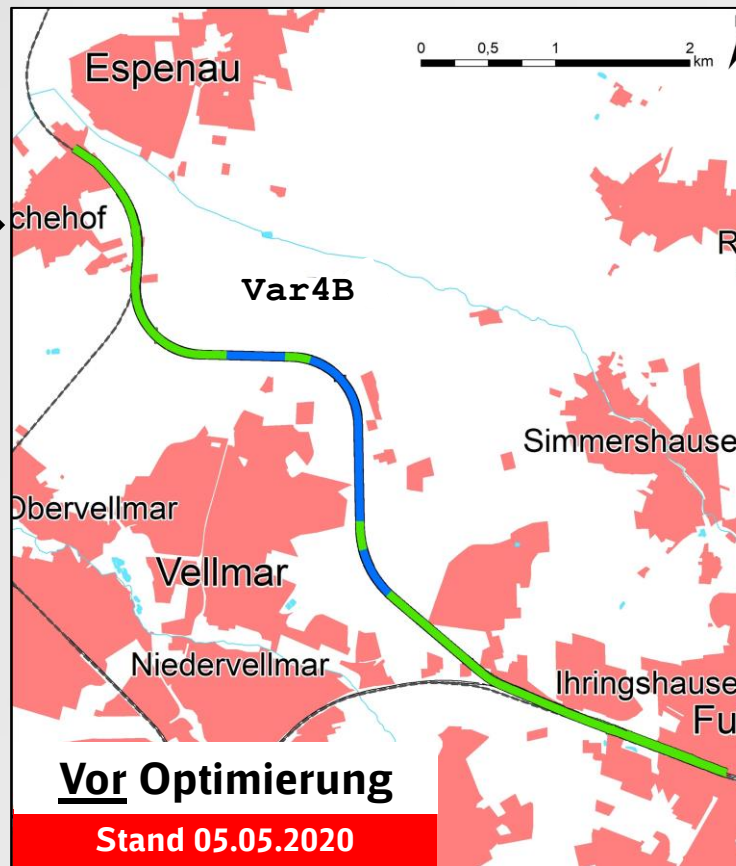 0 0,5 1 2
km
Espenau
chehof
R
Var4B
Simmershause
Obervellmar
Vellmar
Niedervellmar
Ihringshause
Fu
Vor Optimierung
Stand 05.05.2020